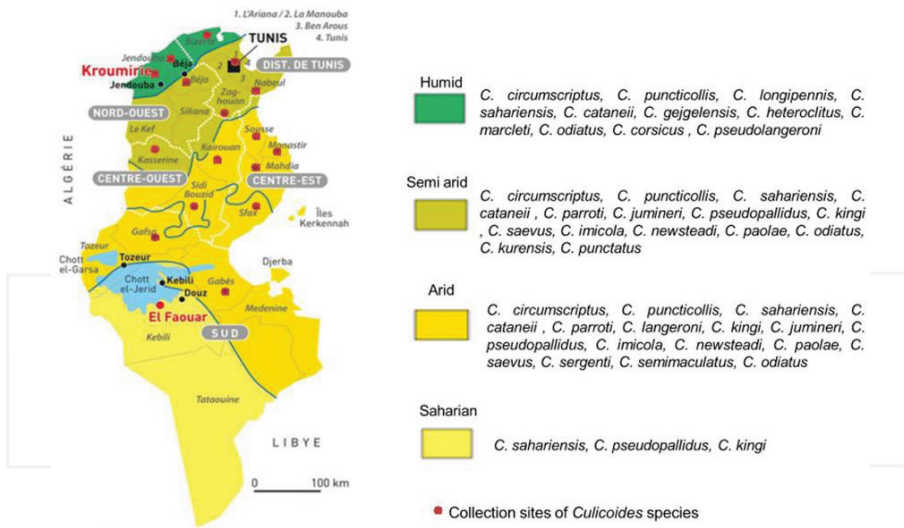 1. L'Ariana / 2. La Manouba
3. Ben Arous
4. Tunis
Bizerte
TUNIS
1
2
4
3
DIST. DE TUNIS
Jendouba
Kroumirie
Béja
Jendouba
Béja
Nabeul
Zag-
houan
NORD-OUEST
Siliana
Le Kef
Sousse
Kairouan
Monastir
Kasserine
Mahdia
CENTRE-OUEST
CENTRE-EST
ALGÉRIE
Sidi
Bouzid
Sfax
Îles
Kerkennah
Gafsa
Tozeur
Chott
el-Garsa
Tozeur
Djerba
Chott
el-Jerid
Kebili
Gabès
Douz
Medenine
El Faouar
SUD
Kebili
Tataouine
LIBYE
0 100 km
Humid
C. circumscriptus, C. puncticollis, C. longipennis, C.
sahariensis, C. cataneii, C. gejgelensis, C. heteroclitus, C.
marcleti, C. odiatus, C. corsicus , C. pseudolangeroni
Semi arid
C. circumscriptus, C. puncticollis, C. sahariensis, C.
cataneii , C. parroti, C. jumineri, C. pseudopallidus, C. kingi
, C. saevus, C. imicola, C. newsteadi, C. paolae, C. odiatus,
C. kurensis, C. punctatus
Arid
C. circumscriptus, C. puncticollis, C. sahariensis, C.
cataneii , C. parroti, C. langeroni, C. kingi, C. jumineri, C.
pseudopallidus, C. imicola, C. newsteadi, C. paolae, C.
saevus, C. sergenti, C. semimaculatus, C. odiatus
Saharian
C. sahariensis, C. pseudopallidus, C. kingi
Collection sites of Culicoides species